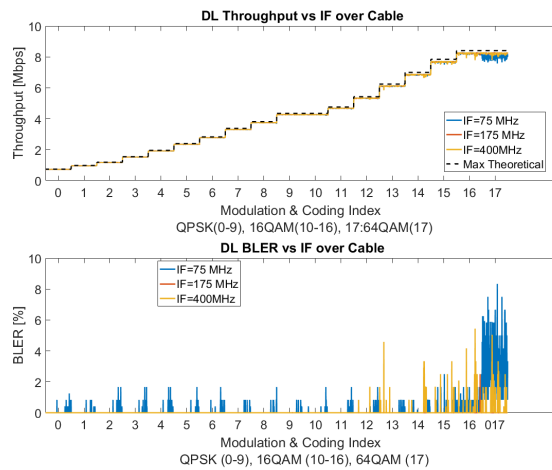 DL Throughput vs IF over Cable
10
8
6
4
2
0
Throughput [Mbps]
IF=75 MHz
IF=175 MHz
IF=400MHz
Max Theoretical
0 1 2 3 4 5 6 7 8 9 10 11 12 13 14 15 16 17
Modulation & Coding Index
QPSK(0-9), 16QAM(10-16), 17:64QAM(17)
DL BLER vs IF over Cable
10
8
6
4
2
0
BLER [%]
IF=75 MHz
IF=175 MHz
IF=400MHz
0 1 2 3 4 5 6 7 8 9 10 11 12 13 14 15 16 017
Modulation & Coding Index
QPSK (0-9), 16QAM (10-16), 64QAM (17)